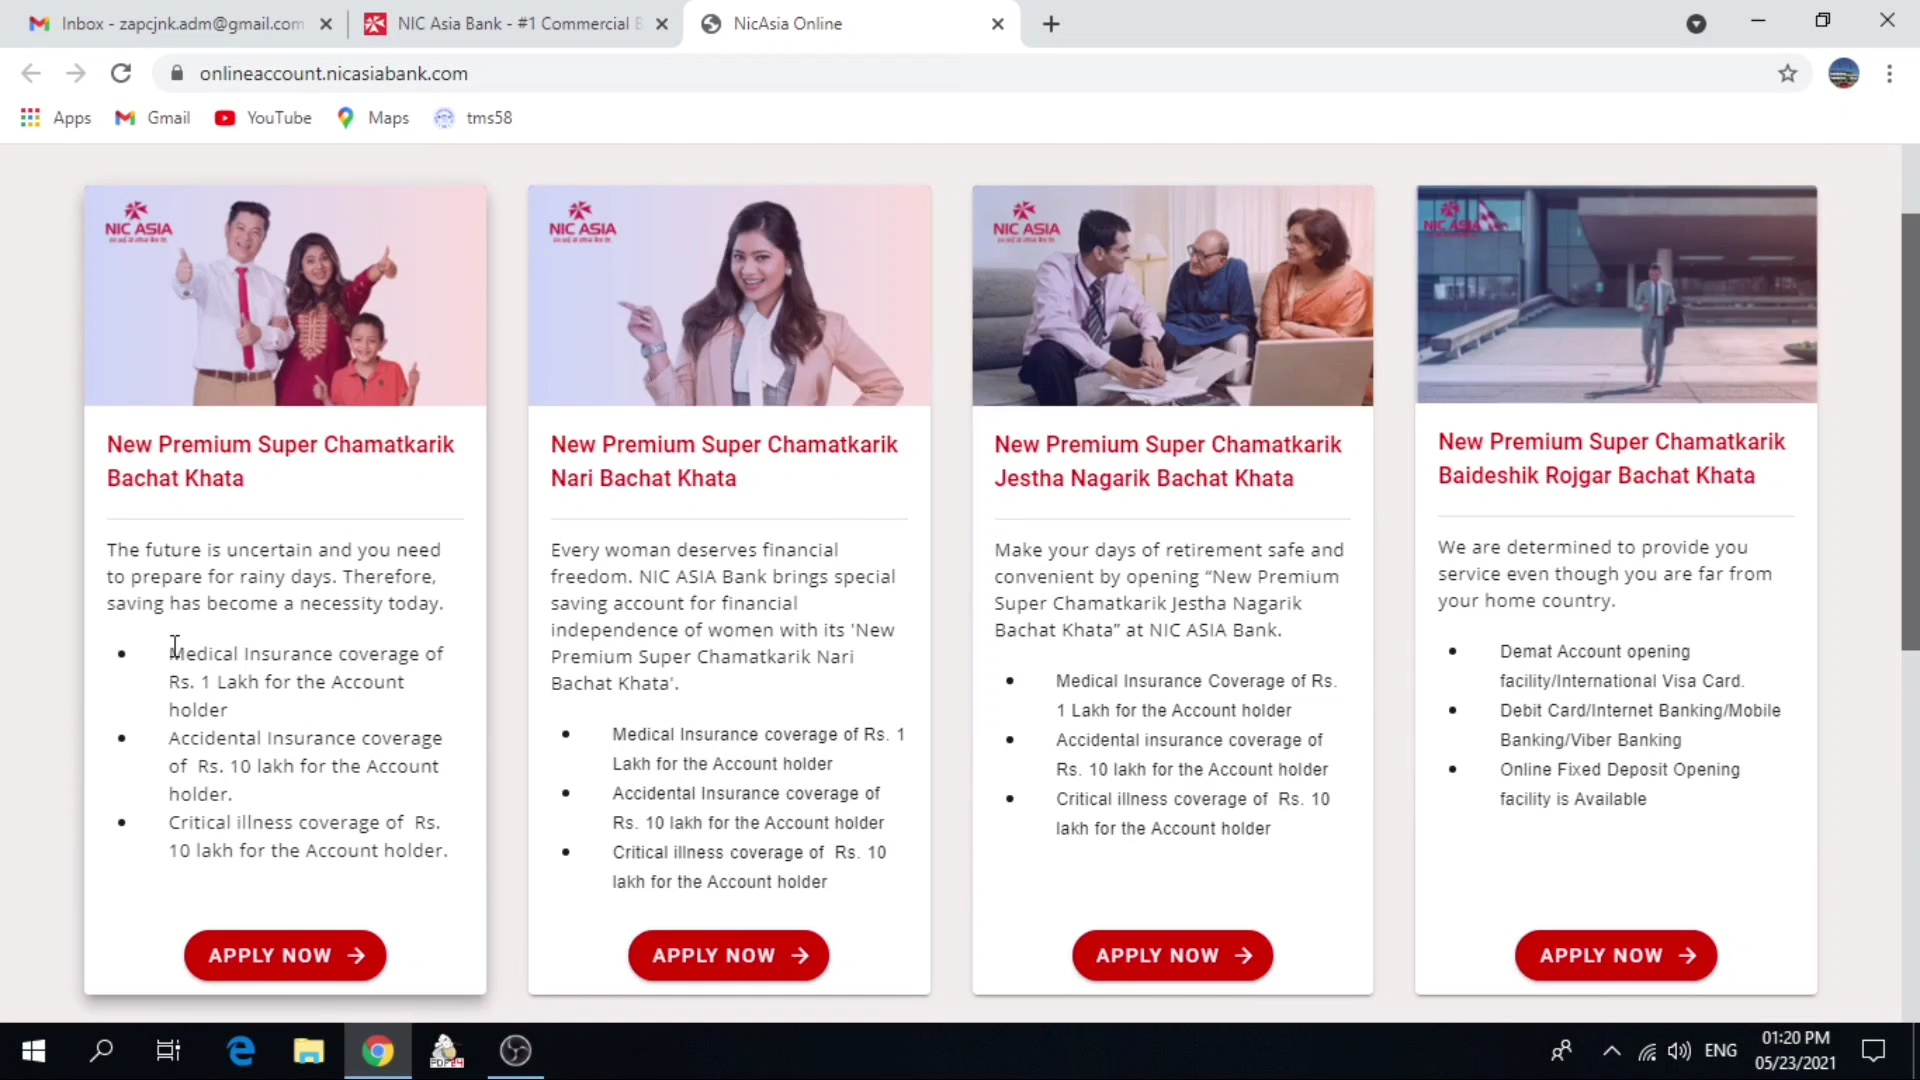 Inbox - zapcjnk.adm@gmail.com
NIC Asia Bank - #1 Commercial B
NicAsia Online
onlineaccount.nicasiabank.com
Apps
Gmail
YouTube
Maps
tms58
NIC ASIA
NIC ASIA
NIC ASIA
NIC ASIA
New Premium Super Chamatkarik
Bachat Khata
The future is uncertain and you need
to prepare for rainy days. Therefore,
saving has become a necessity today.
Medical Insurance coverage of
Rs. 1 Lakh for the Account
holder
Accidental Insurance coverage
of Rs. 10 lakh for the Account
holder.
Critical illness coverage of Rs.
10 lakh for the Account holder.
APPLY NOW
New Premium Super Chamatkarik
Nari Bachat Khata
Every woman deserves financial
freedom. NIC ASIA Bank brings special
saving account for financial
independence of women with its 'New
Premium Super Chamatkarik Nari
Bachat Khata'.
Medical Insurance coverage of Rs. 1
Lakh for the Account holder
Accidental Insurance coverage of
Rs. 10 lakh for the Account holder
Critical illness coverage of Rs. 10
lakh for the Account holder
APPLY NOW
New Premium Super Chamatkarik
Jestha Nagarik Bachat Khata
Make your days of retirement safe and
convenient by opening “New Premium
Super Chamatkarik Jestha Nagarik
Bachat Khata” at NIC ASIA Bank.
Medical Insurance Coverage of Rs.
1 Lakh for the Account holder
Accidental insurance coverage of
Rs. 10 lakh for the Account holder
Critical illness coverage of Rs. 10
lakh for the Account holder
APPLY NOW
New Premium Super Chamatkarik
Baideshik Rojgar Bachat Khata
We are determined to provide you
service even though you are far from
your home country.
Demat Account opening
facility/International Visa Card.
Debit Card/Internet Banking/Mobile
Banking/Viber Banking
Online Fixed Deposit Opening
facility is Available
APPLY NOW
PDF24
ENG
01:20 PM
05/23/2021